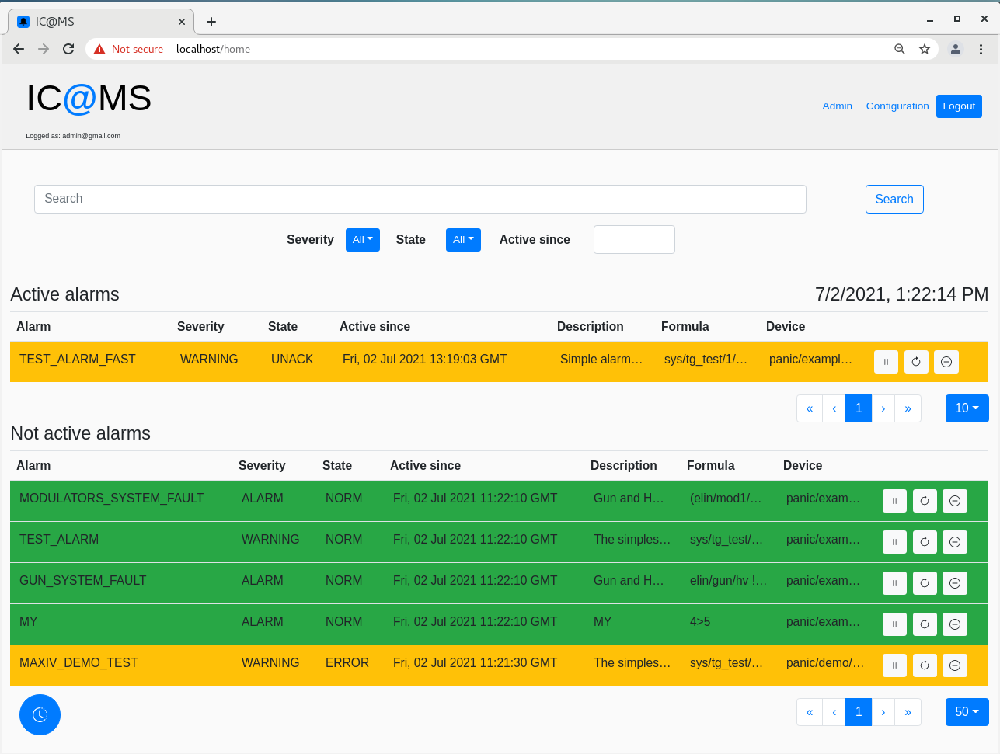 IC@MS
Not secure localhost/home
IC@MS
Admin Configuration Logout
Logged as: admin@gmail.com
Search Search
Severity All State All Active since
Active alarms 7/2/2021, 1:22:14 PM
Alarm Severity State Active since Description Formula Device
TEST_ALARM_FAST WARNING UNACK Fri, 02 Jul 2021 13:19:03 GMT Simple alarm… sys/tg_test/1/… panic/exampl…
« ‹ 1 › » 10
Not active alarms
Alarm Severity State Active since Description Formula Device
MODULATORS_SYSTEM_FAULT ALARM NORM Fri, 02 Jul 2021 11:22:10 GMT Gun and H… (elin/mod1/… panic/exam…
TEST_ALARM WARNING NORM Fri, 02 Jul 2021 11:22:10 GMT The simples… sys/tg_test/… panic/exam…
GUN_SYSTEM_FAULT ALARM NORM Fri, 02 Jul 2021 11:22:10 GMT Gun and H… elin/gun/hv !… panic/exam…
MY ALARM NORM Fri, 02 Jul 2021 11:22:10 GMT MY 4>5 panic/exam…
MAXIV_DEMO_TEST WARNING ERROR Fri, 02 Jul 2021 11:21:30 GMT The simples… sys/tg_test/… panic/demo/…
« ‹ 1 › » 50